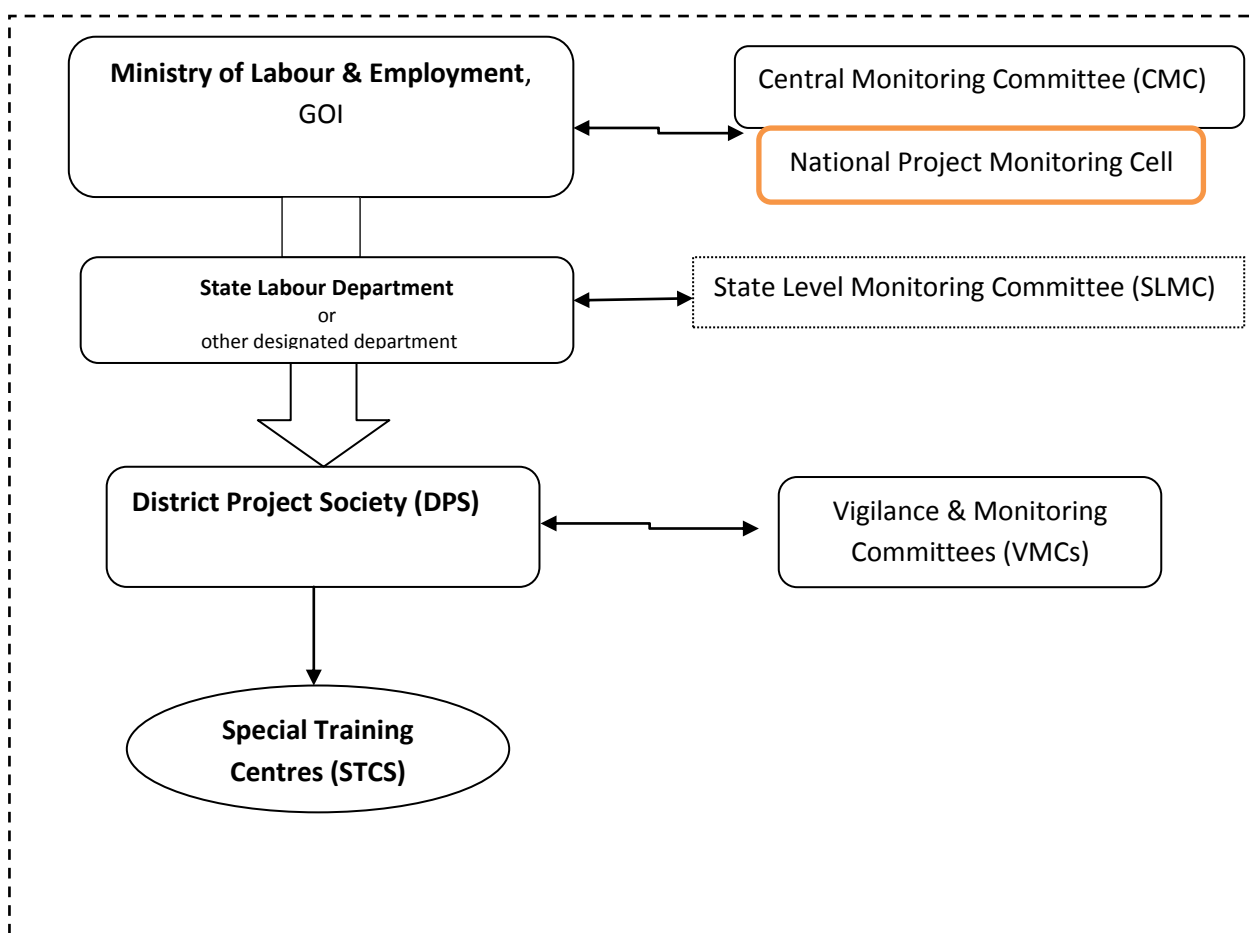 Ministry of Labour & Employment,
GOI
Central Monitoring Committee (CMC)
National Project Monitoring Cell
State Labour Department
or
other designated department
State Level Monitoring Committee (SLMC)
District Project Society (DPS)
Vigilance & Monitoring
Committees (VMCs)
Special Training
Centres (STCS)